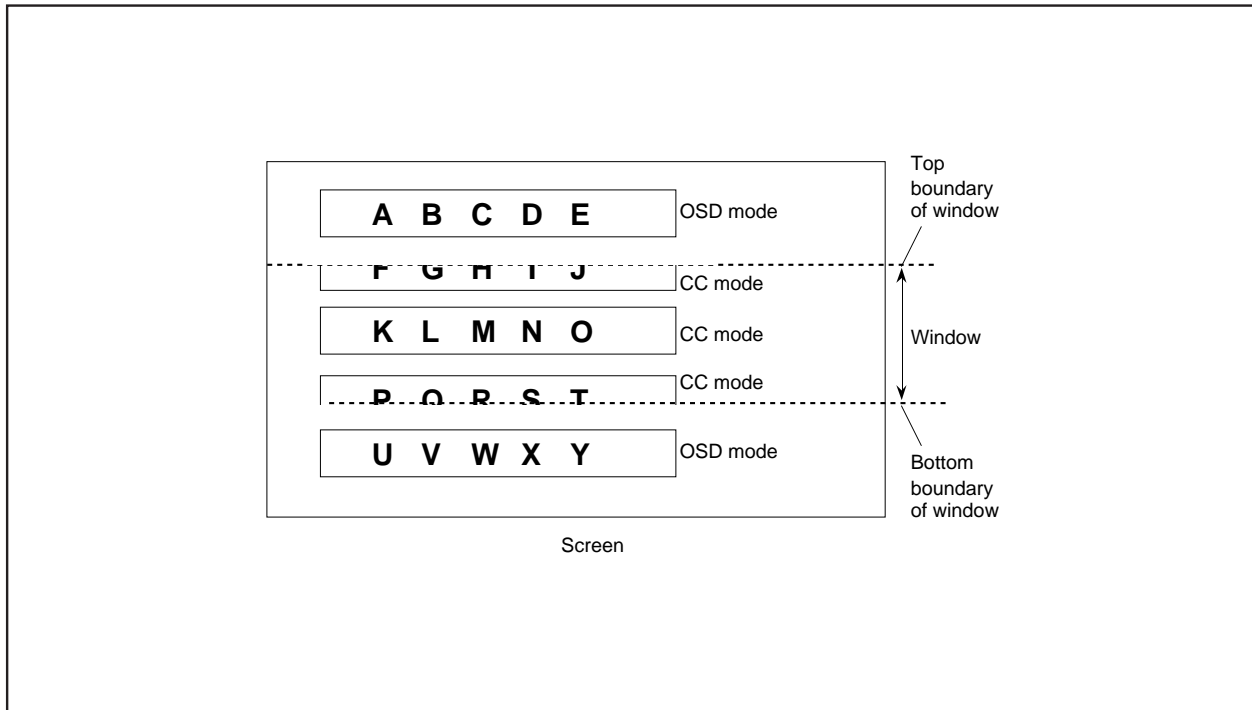 A B C D E
OSD mode
F G H I J
CC mode
K L M N O
CC mode
P Q R S T
CC mode
U V W X Y
OSD mode
Top
boundary
of window
Window
Bottom
boundary
of window
Screen